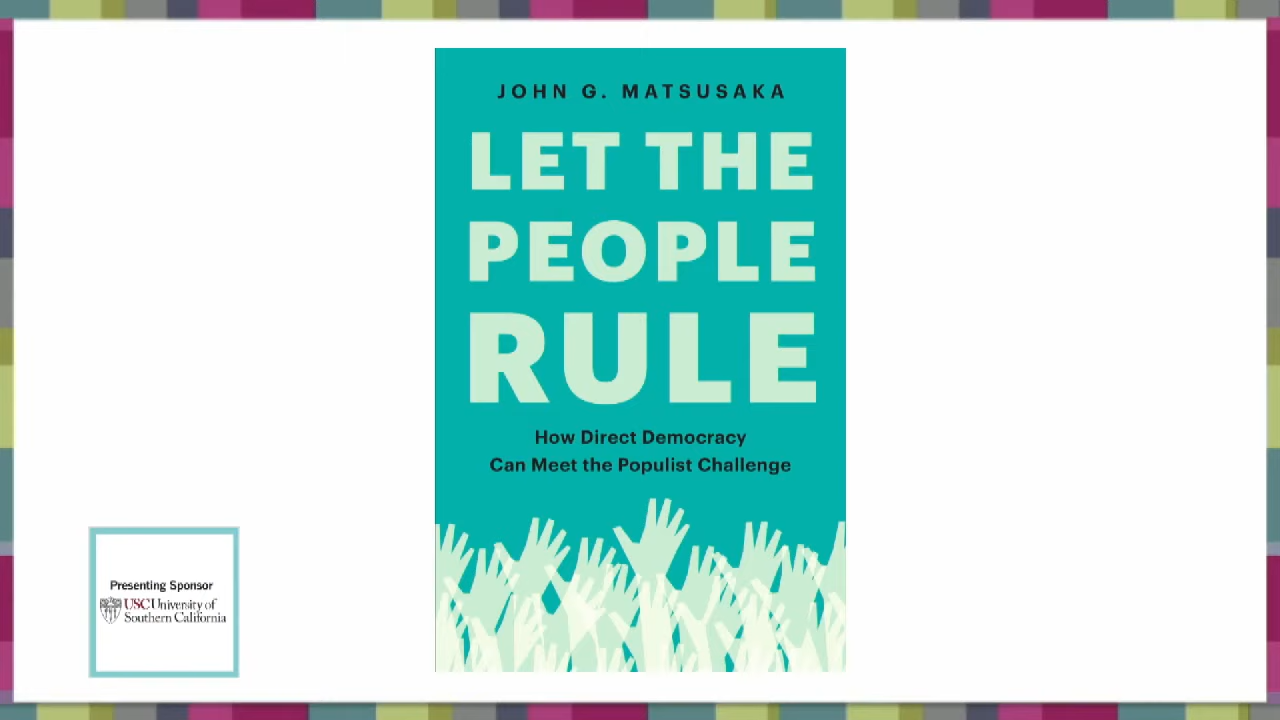 JOHN G. MATSUSAKA
LET THE
PEOPLE
RULE
How Direct Democracy
Can Meet the Populist Challenge
Presenting Sponsor
USC University of
Southern California